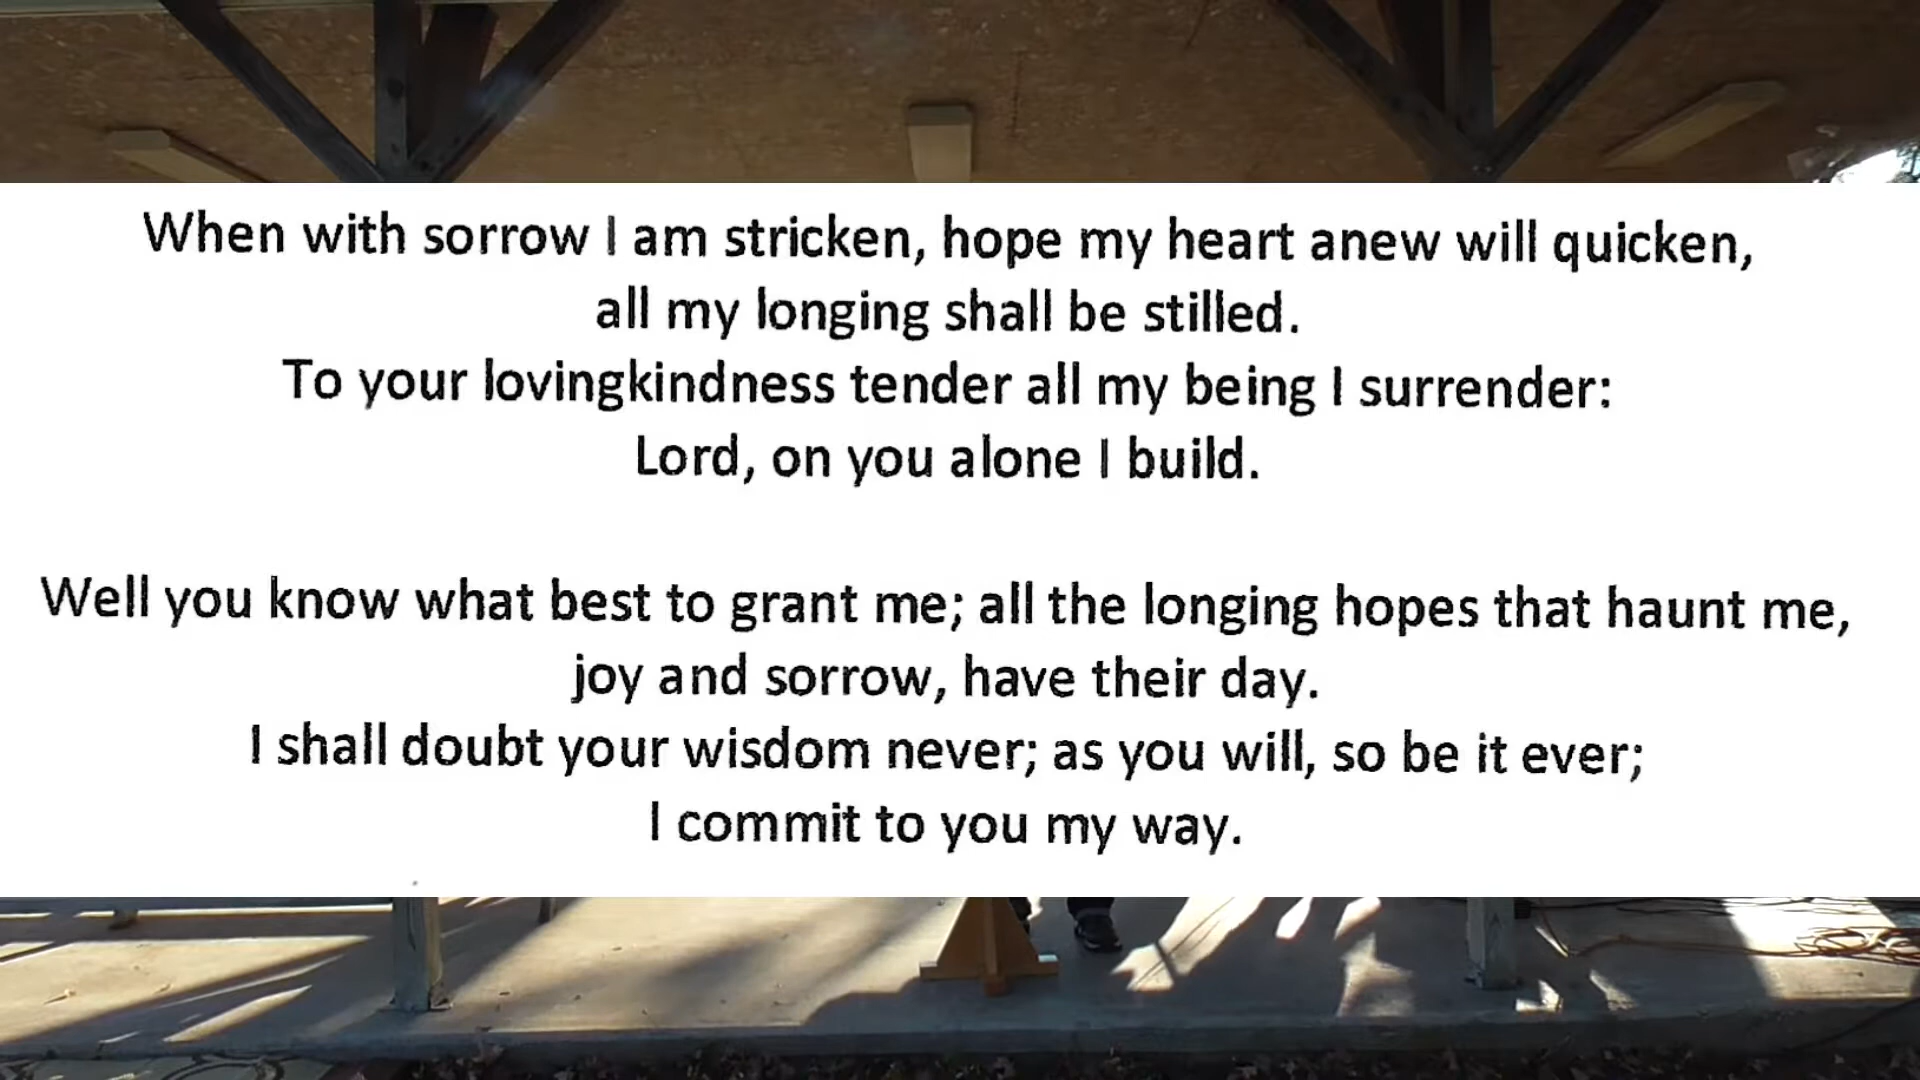 When with sorrow I am stricken, hope my heart anew will quicken,
all my longing shall be stilled.
To your lovingkindness tender all my being I surrender:
Lord, on you alone I build.
Well you know what best to grant me; all the longing hopes that haunt me,
joy and sorrow, have their day.
I shall doubt your wisdom never; as you will, so be it ever;
I commit to you my way.